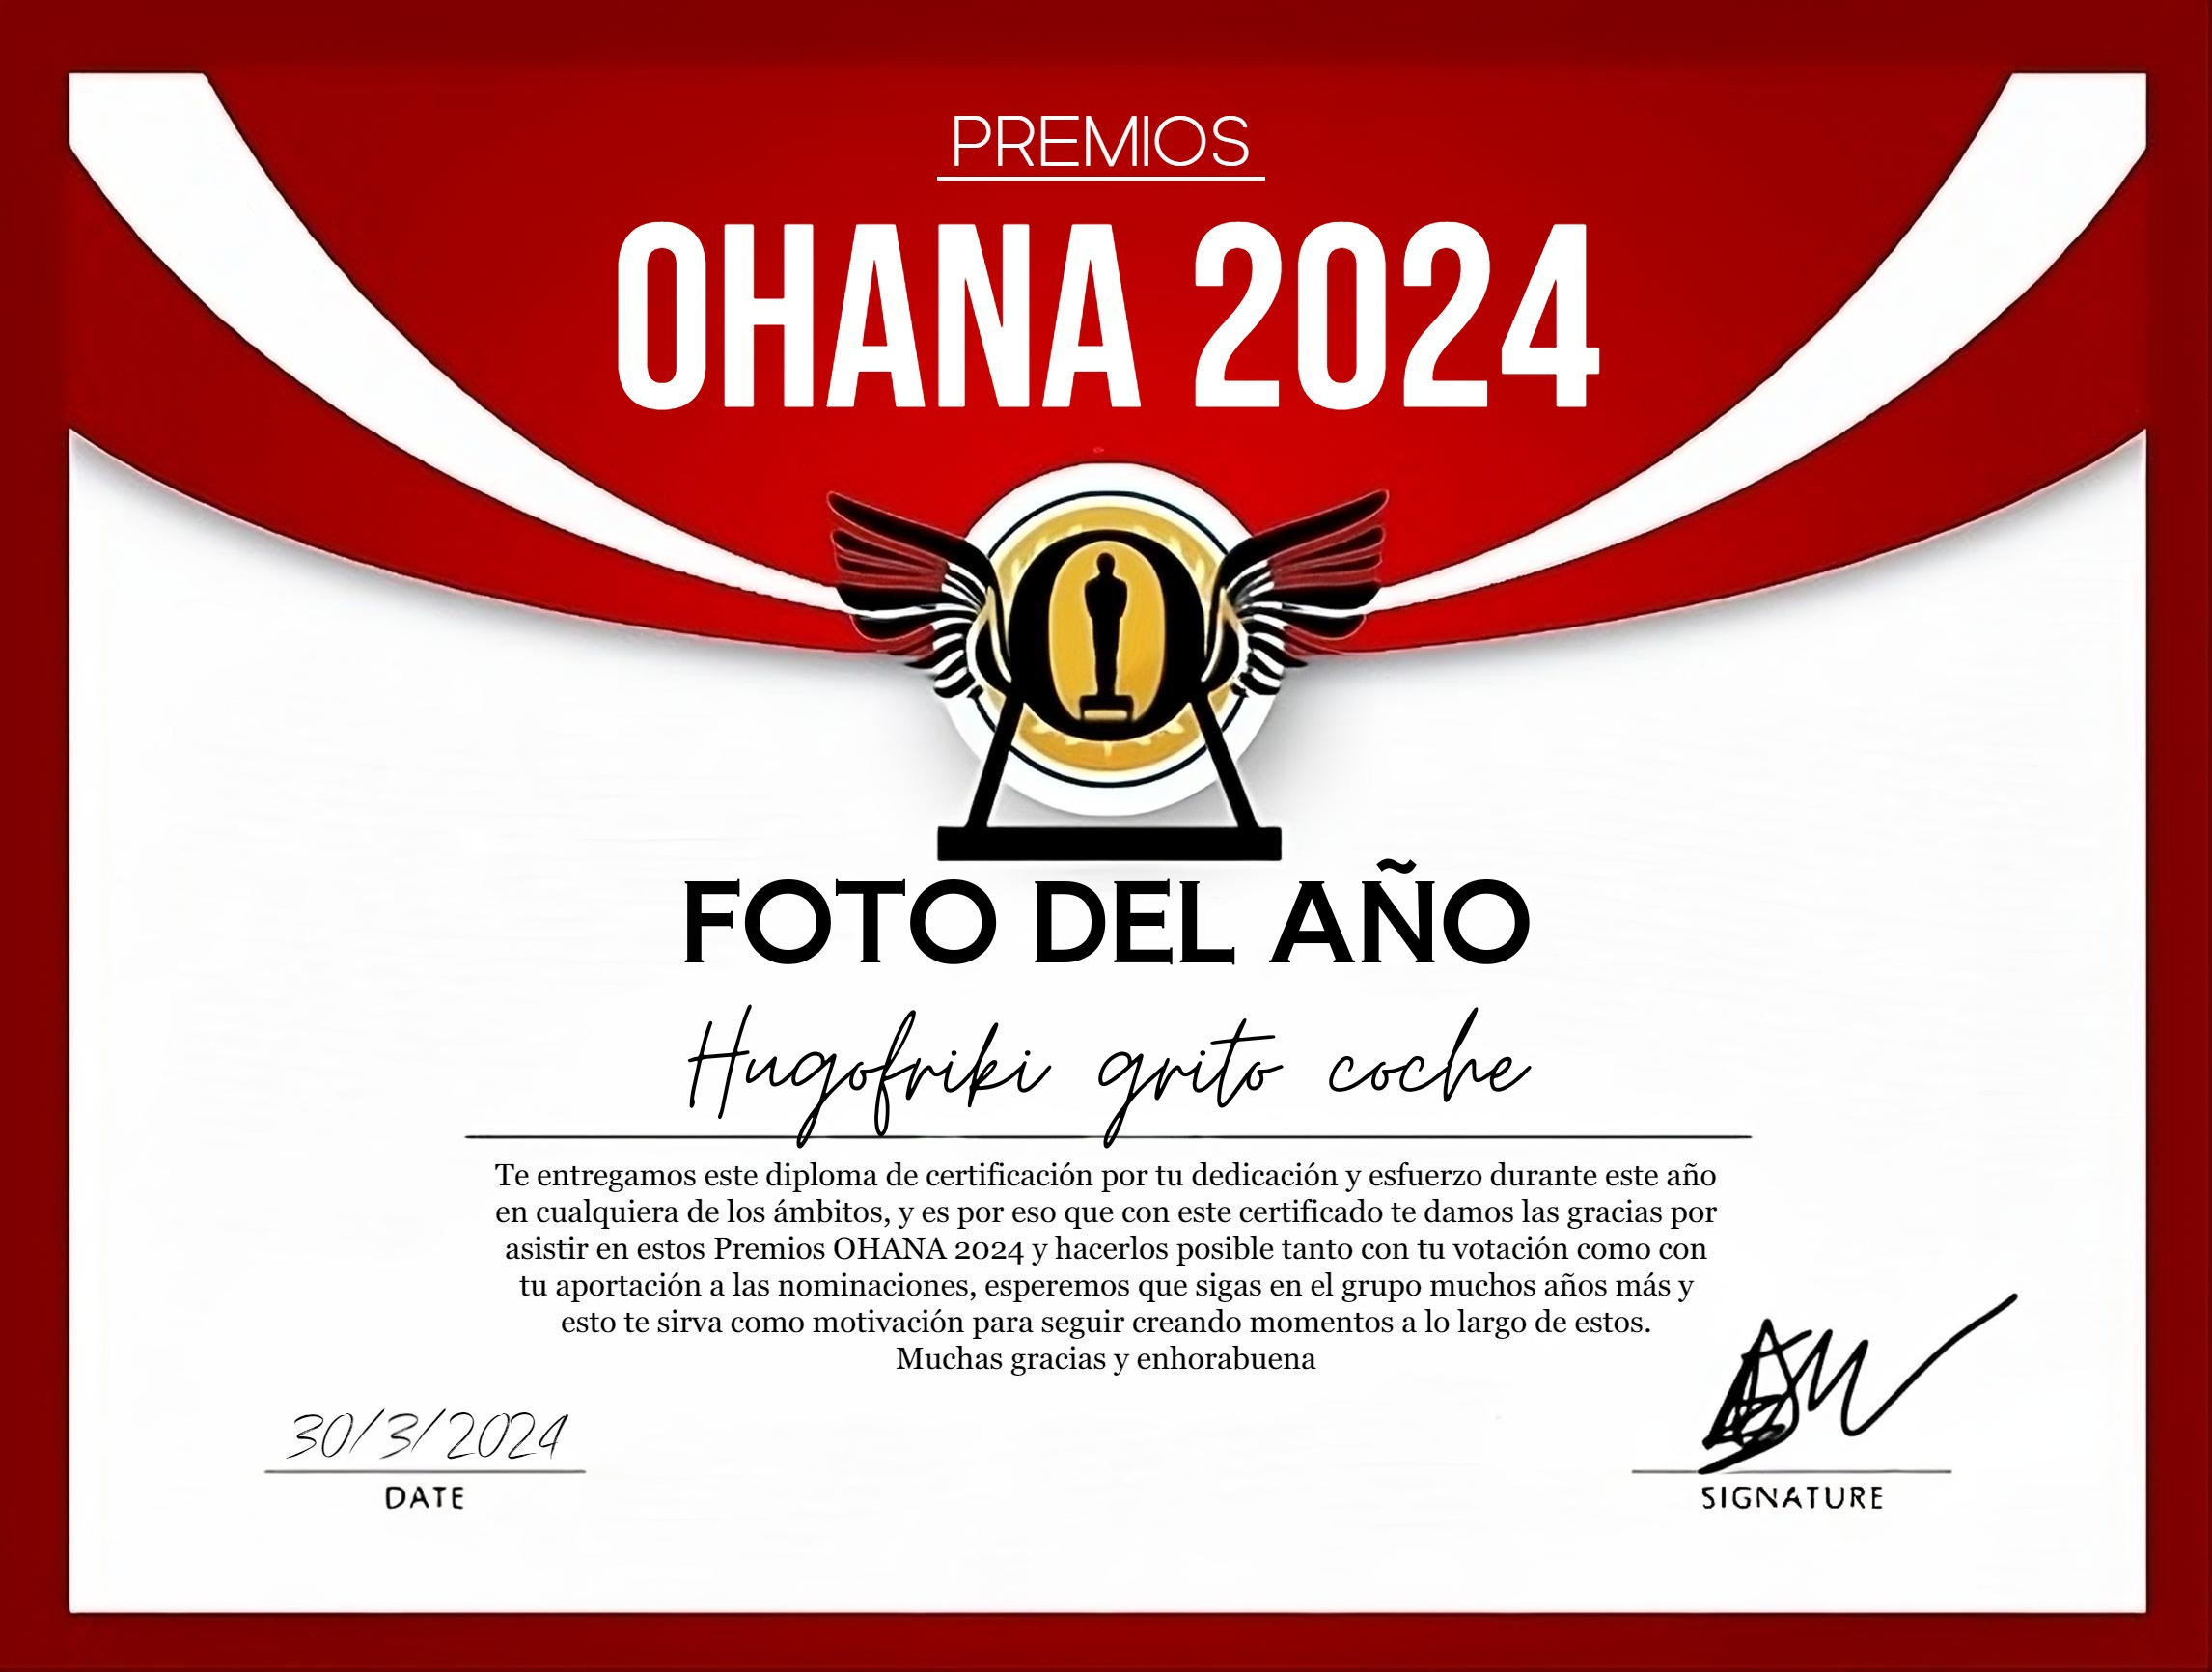 PREMIOS
OHANA 2024
FOTO DEL AÑO
Hugofriki grito coche
Te entregamos este diploma de certificación por tu dedicación y esfuerzo durante este año
en cualquiera de los ámbitos, y es por eso que con este certificado te damos las gracias por
asistir en estos Premios OHANA 2024 y hacerlos posible tanto con tu votación como con
tu aportación a las nominaciones, esperemos que sigas en el grupo muchos años más y
esto te sirva como motivación para seguir creando momentos a lo largo de estos.
Muchas gracias y enhorabuena
30/3/2024
DATE
SIGNATURE